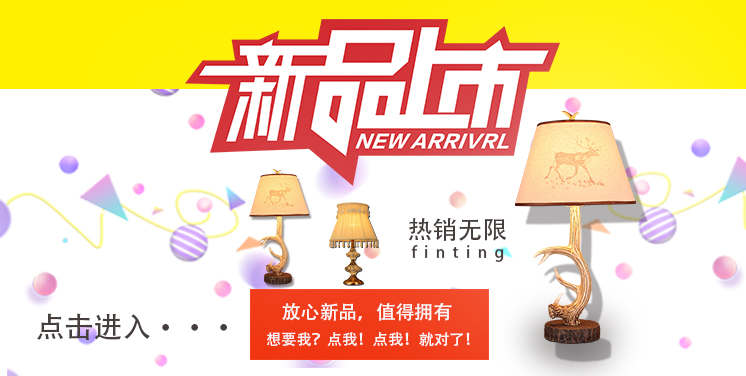 新品上市
NEW ARRIVRL
热销无限
finting
放心新品，值得拥有
想要我？点我！点我！就对了！
点击进入・・・